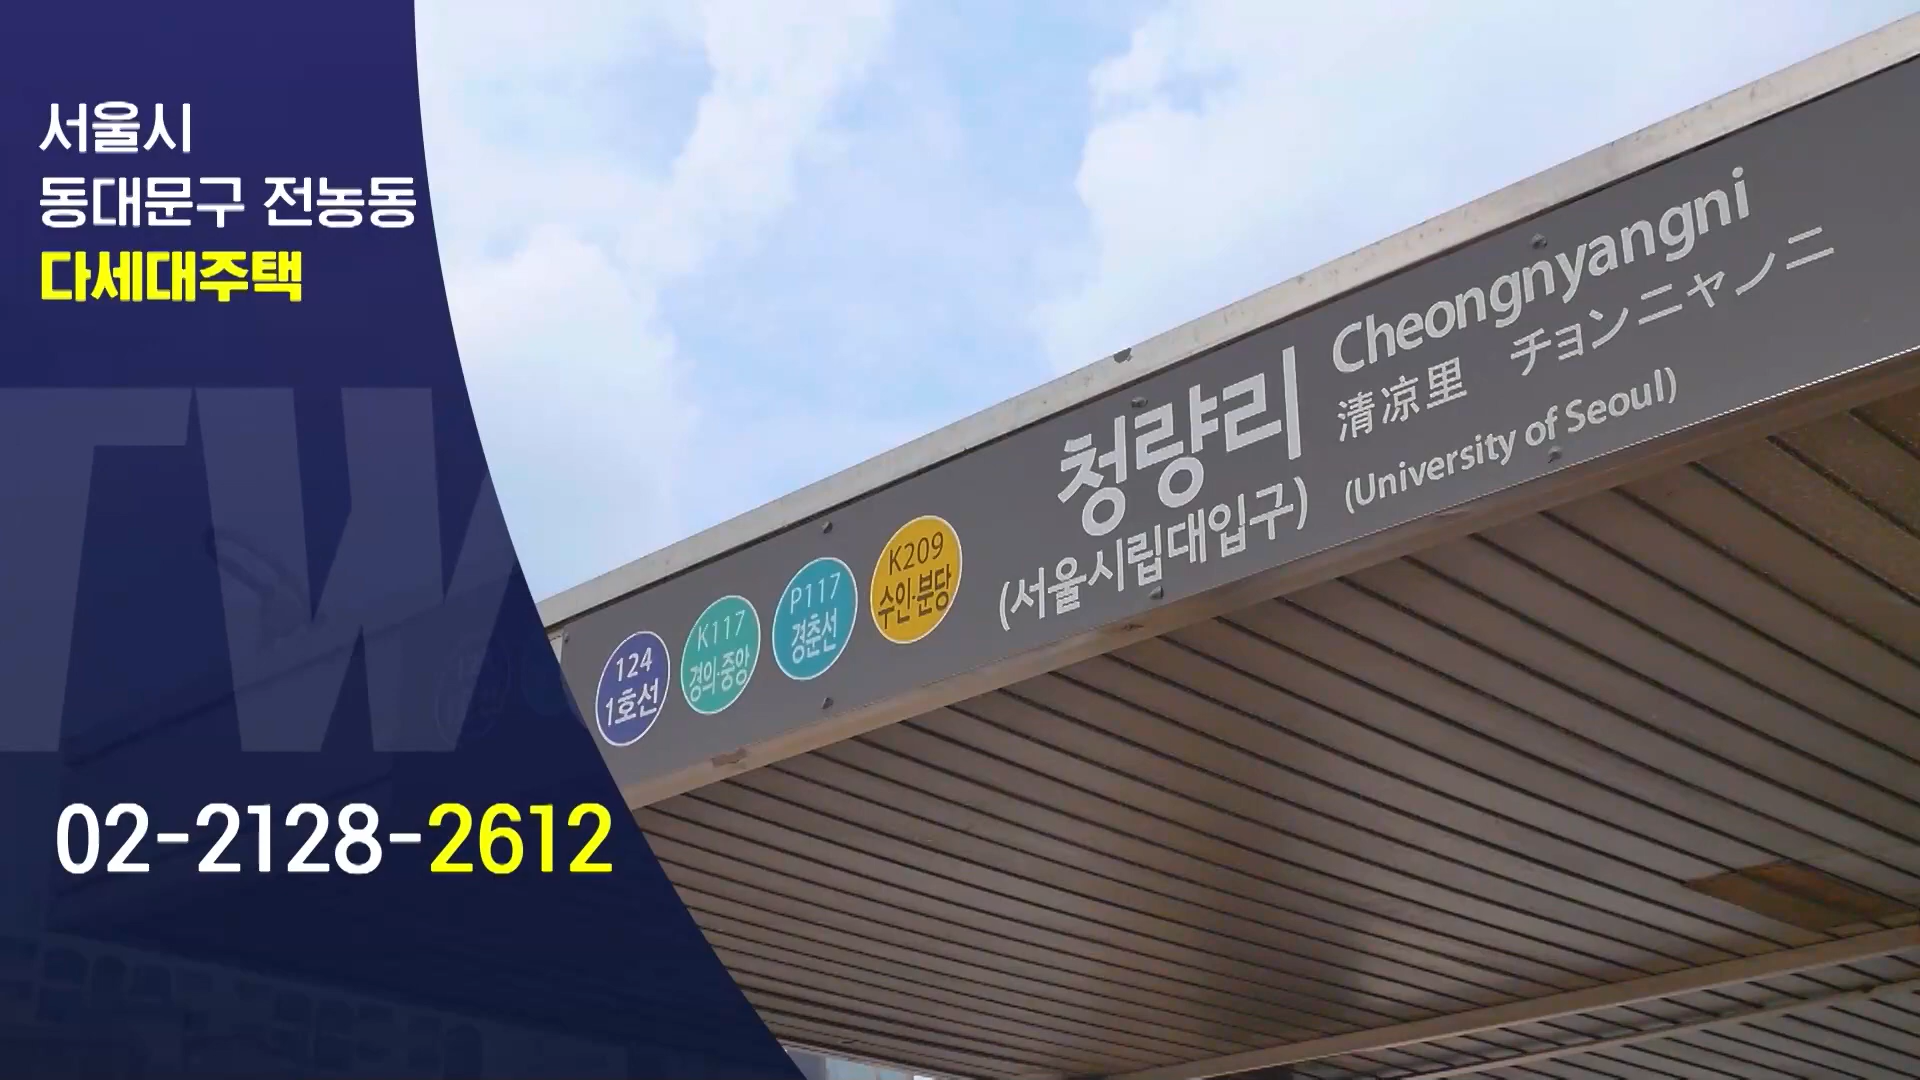 서울시
동대문구 전농동
다세대주택
TW
02-2128-2612
124
1호선
K117
경의·중앙
P117
경춘선
K209
수인·분당
청량리
(서울시립대입구)
Cheongnyangni
清凉里 チョンニャンニ
(University of Seoul)